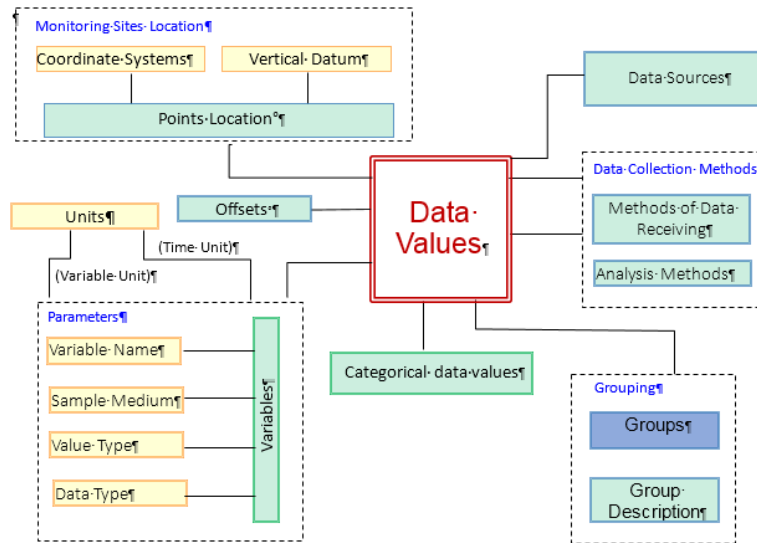 ¶
Monitoring·Sites·Location¶
Coordinate·Systems¶
Vertical·Datum¶
Points·Location°¶
Data·Sources¶
Data·Collection·Methods
Methods·of·Data·
Receiving¶
Analysis·Methods¶
Data·
Values¶
Offsets·¶
Units¶
(Time·Unit)¶
(Variable·Unit)¶
Parameters¶
Variable·Name¶
Sample·Medium¶
Value·Type¶
Data·Type¶
Variables¶
Categorical·data·values¶
Grouping¶
Groups¶
Group·
Description¶